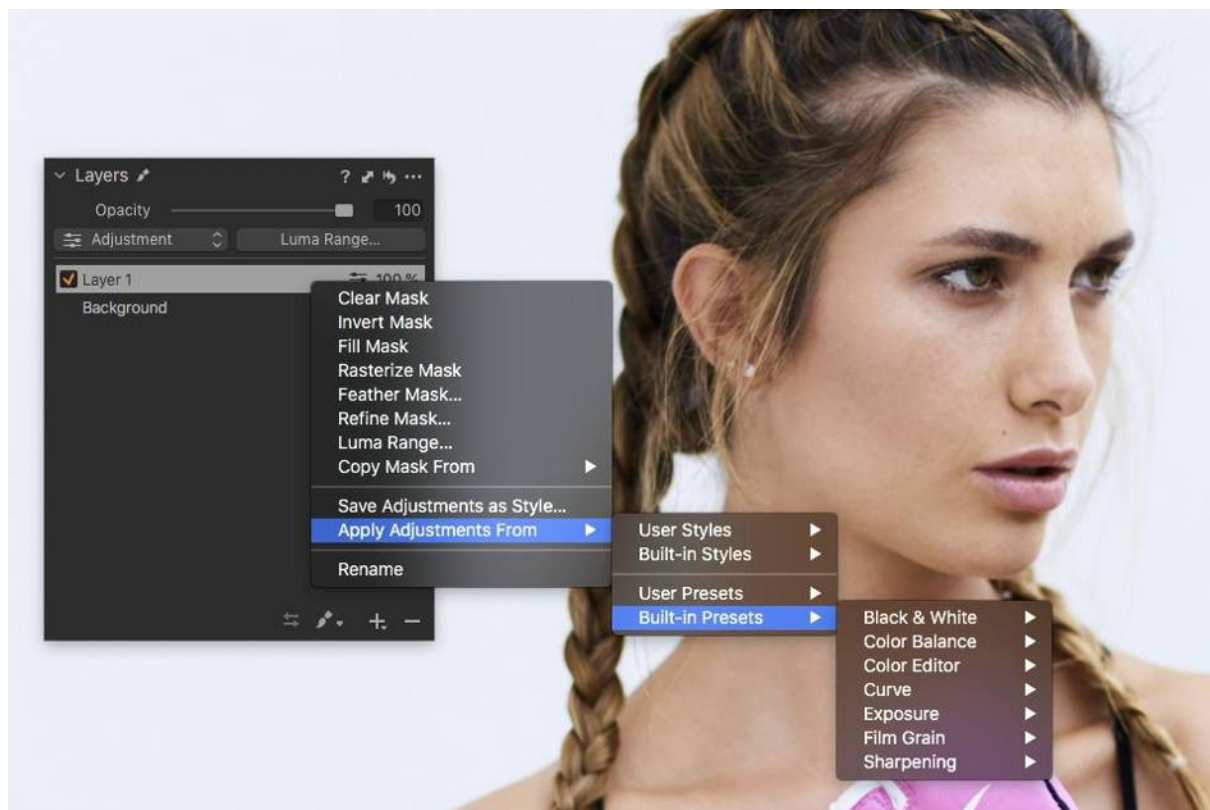 Layers
?
Opacity 100
Adjustment Luma Range...
Layer 1 100 %
Background
Clear Mask
Invert Mask
Fill Mask
Rasterize Mask
Feather Mask...
Refine Mask...
Luma Range...
Copy Mask From
Save Adjustments as Style...
Apply Adjustments From
Rename
User Styles
Built-in Styles
User Presets
Built-in Presets
Black & White
Color Balance
Color Editor
Curve
Exposure
Film Grain
Sharpening